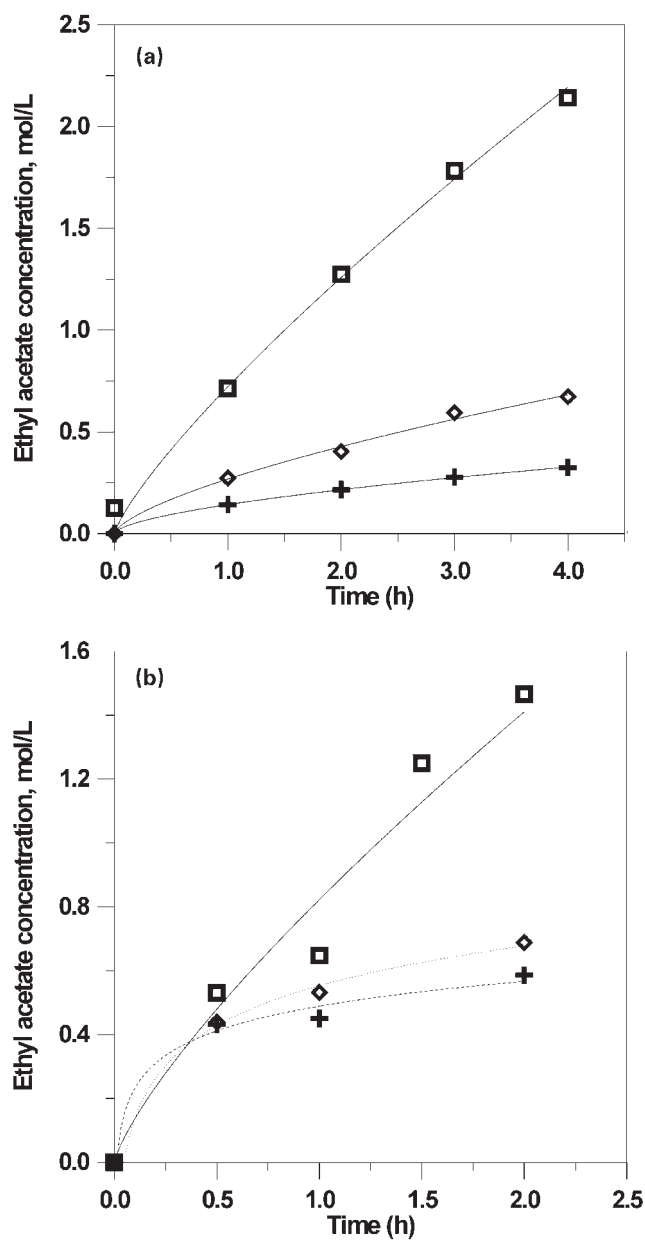 (a)
Ethyl acetate concentration, mol/L
2.5
2.0
1.5
1.0
0.5
0.0
0.0 1.0 2.0 3.0 4.0
Time (h)
(b)
Ethyl acetate concentration, mol/L
1.6
1.2
0.8
0.4
0.0
0.0 0.5 1.0 1.5 2.0 2.5
Time (h)